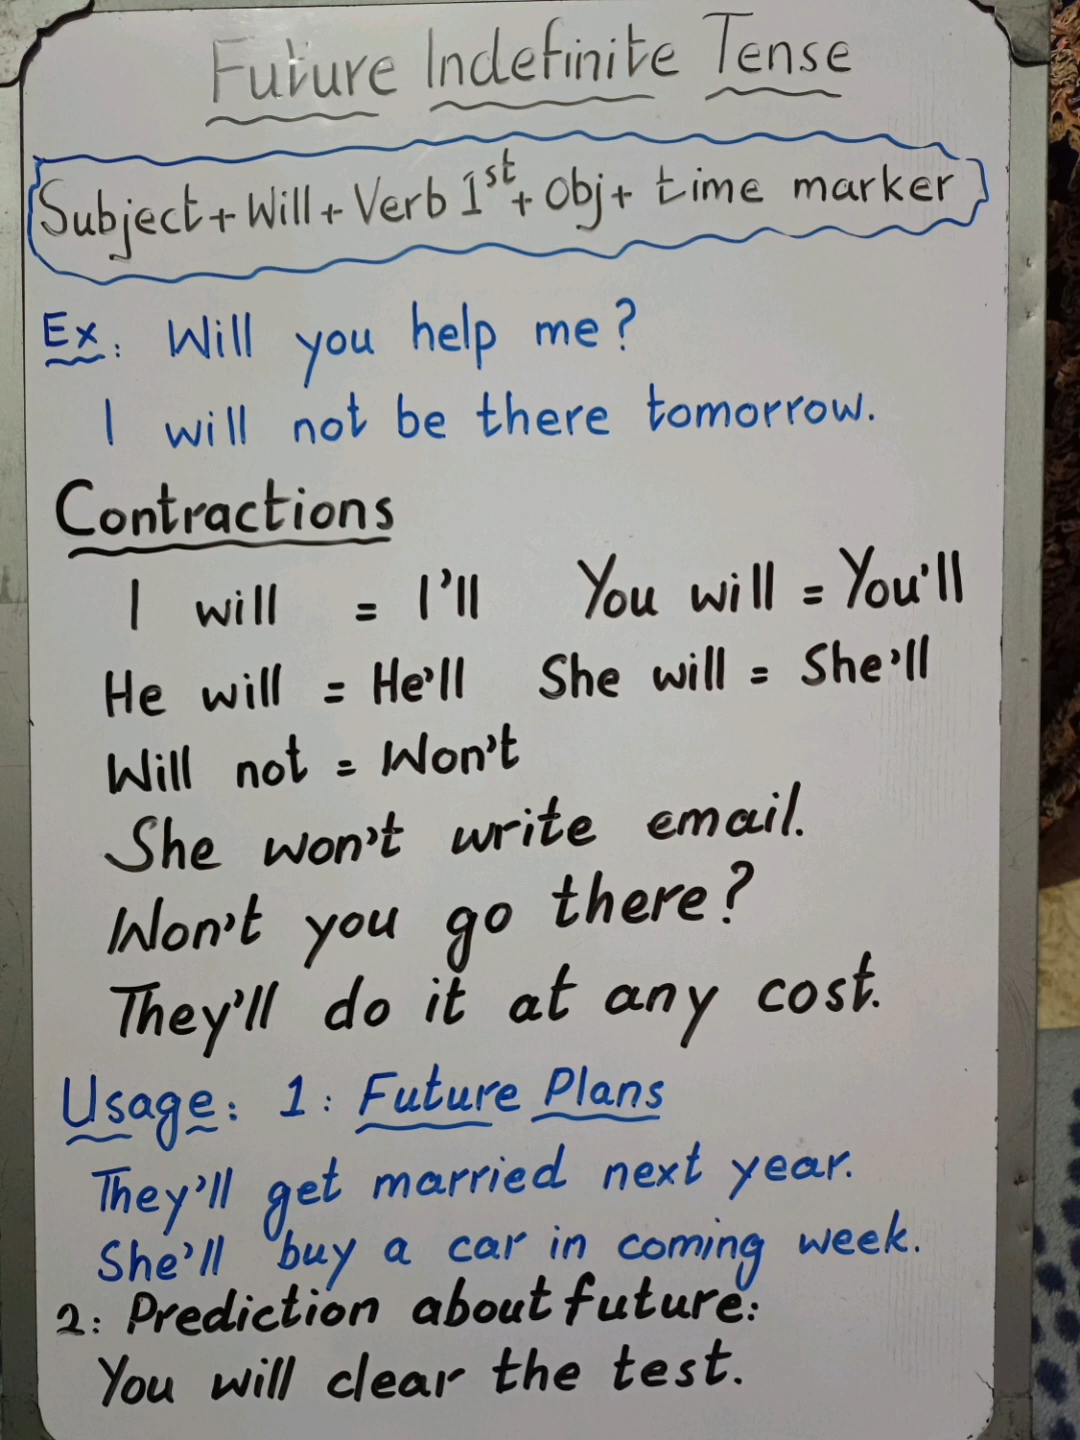 Future Indefinite Tense
Subject + Will + Verb 1st + Obj + time marker
Ex: Will you help me?
I will not be there tomorrow.
Contractions
I will = I'll You will = You'll
He will = He'll She will = She'll
Will not = Won't
She won't write email.
Won't you go there?
They'll do it at any cost.
Usage: 1: Future Plans
They'll get married next year.
She'll buy a car in coming week.
2: Prediction about future:
You will clear the test.